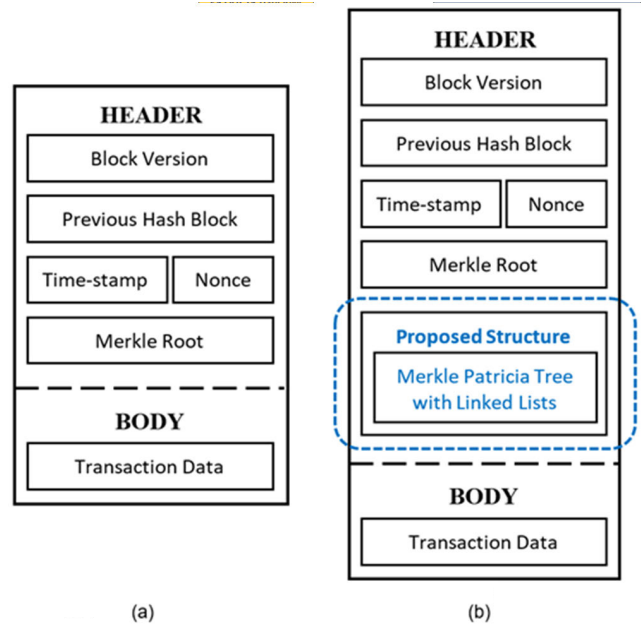 HEADER
Block Version
Previous Hash Block
Time-stamp
Nonce
Merkle Root
BODY
Transaction Data
(a)
HEADER
Block Version
Previous Hash Block
Time-stamp
Nonce
Merkle Root
Proposed Structure
Merkle Patricia Tree
with Linked Lists
BODY
Transaction Data
(b)